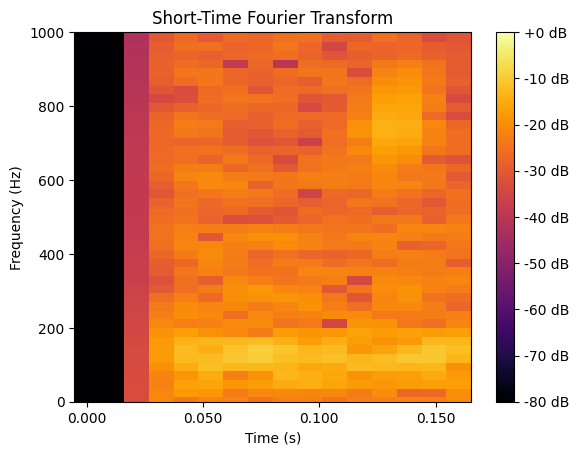 Short-Time Fourier Transform
1000
800
600
400
200
0
Frequency (Hz)
0.000
0.050
0.100
0.150
Time (s)
+0 dB
-10 dB
-20 dB
-30 dB
-40 dB
-50 dB
-60 dB
-70 dB
-80 dB